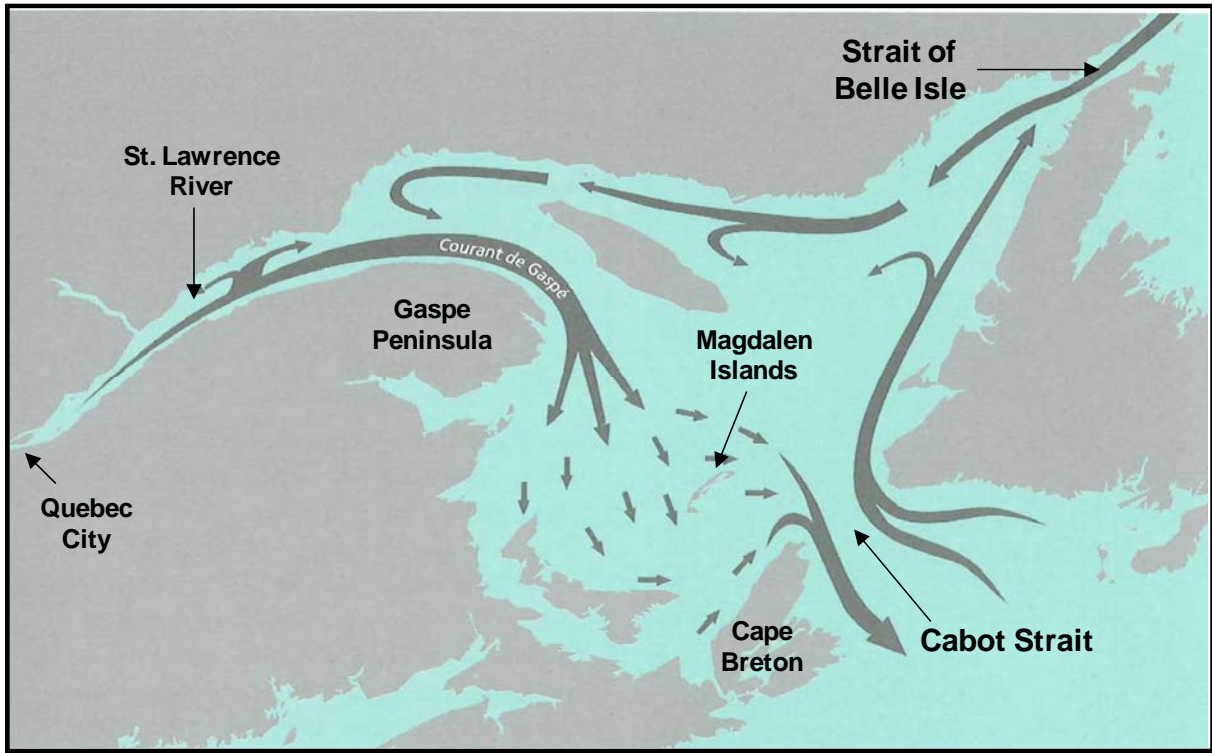 Strait of
Belle Isle
St. Lawrence
River
Courant de Gaspé
Gaspe
Peninsula
Magdalen
Islands
Quebec
City
Cape
Breton
Cabot Strait